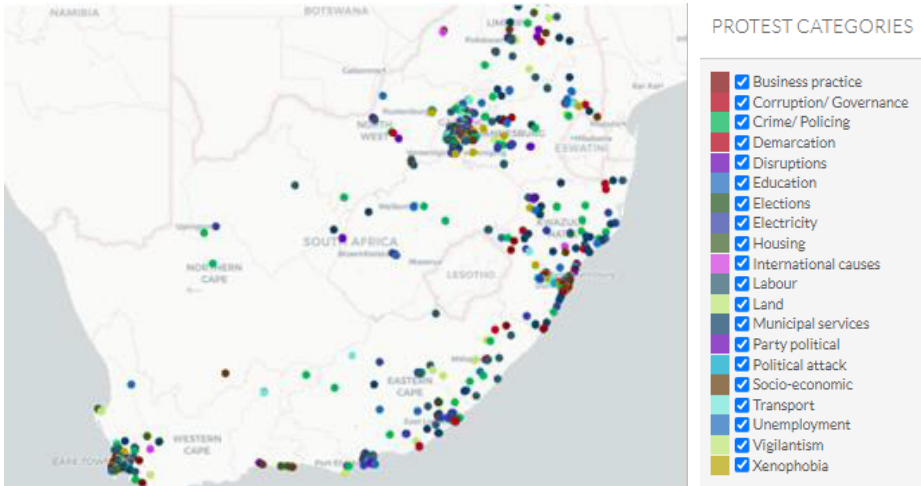 NAMIBIA
BOTSWANA
PROTEST CATEGORIES
NORTH
WEST
ESWATINI
SOUTH AFRICA
NORTHERN
CAPE
LESOTHO
EASTERN
CAPE
WESTERN
CAPE
Business practice
Corruption/ Governance
Crime/ Policing
Demarcation
Disruptions
Education
Elections
Electricity
Housing
International causes
Labour
Land
Municipal services
Party political
Political attack
Socio-economic
Transport
Unemployment
Vigilantism
Xenophobia